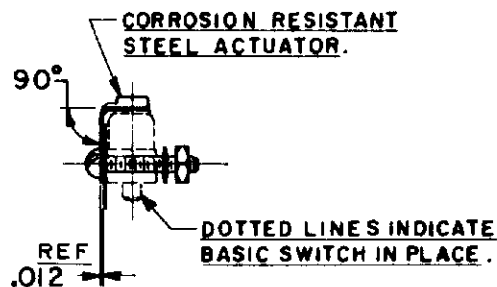 CORROSION RESISTANT
STEEL ACTUATOR.
90°
DOTTED LINES INDICATE
BASIC SWITCH IN PLACE.
REF
.012